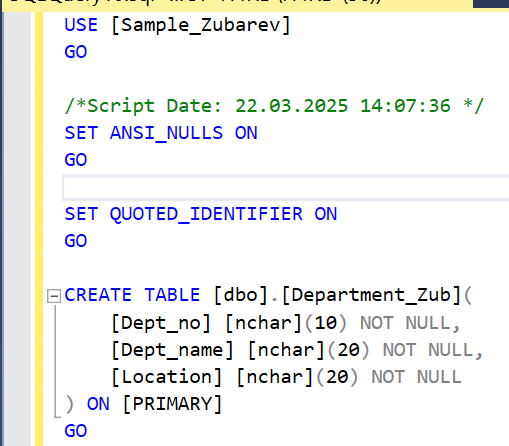 USE [Sample_Zubarev]
GO
/*Script Date: 22.03.2025 14:07:36 */
SET ANSI_NULLS ON
GO
SET QUOTED_IDENTIFIER ON
GO
CREATE TABLE [dbo].[Department_Zub](
[Dept_no] [nchar](10) NOT NULL,
[Dept_name] [nchar](20) NOT NULL,
[Location] [nchar](20) NOT NULL
) ON [PRIMARY]
GO